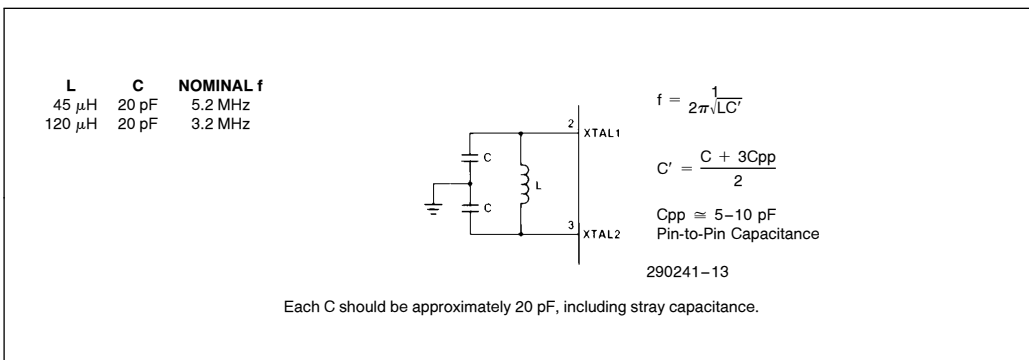 L C NOMINAL f
45 μH 20 pF 5.2 MHz
120 μH 20 pF 3.2 MHz
2
XTAL1
C
L
C
3
XTAL2
f = 1 / 2π√LC′
C′ = C + 3Cpp / 2
Cpp ≅ 5–10 pF
Pin-to-Pin Capacitance
290241–13
Each C should be approximately 20 pF, including stray capacitance.